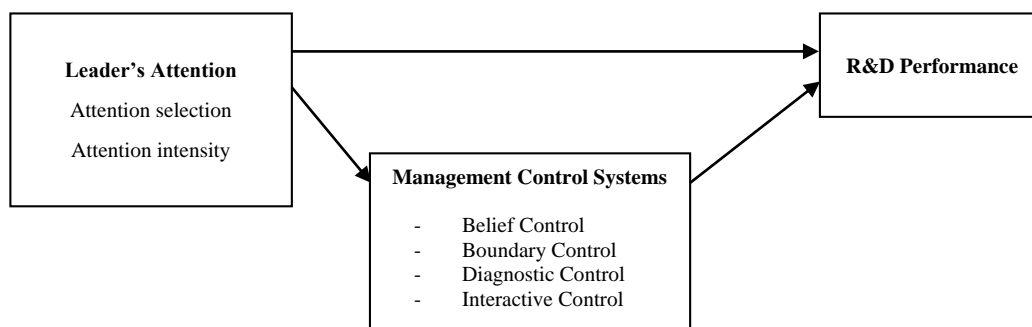 Leader’s Attention
Attention selection
Attention intensity
R&D Performance
Management Control Systems
- Belief Control
- Boundary Control
- Diagnostic Control
- Interactive Control